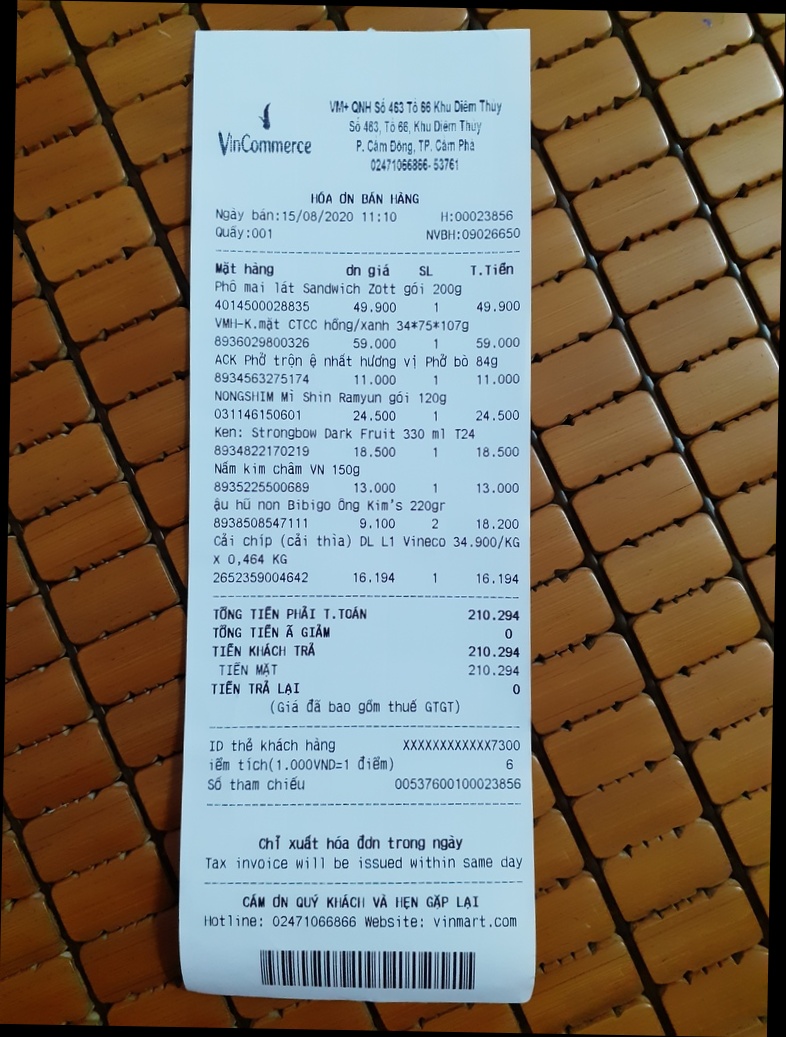 VinCommerce
VM+ QNH Số 463 Tổ 66 Khu Diêm Thủy
Số 463, Tổ 66, Khu Diêm Thủy
P. Cẩm Đông, TP. Cẩm Phả
02471066866- 53761
HÓA ƠN BÁN HÀNG
Ngày bán:15/08/2020 11:10 H:00023856
Quầy:001 NVBH:09026650
Mặt hàng ơn giá SL T.Tiền
Phô mai lát Sandwich Zott gói 200g
4014500028835 49.900 1 49.900
VMH-K.mặt CTCC hồng/xanh 34*75*107g
8936029800326 59.000 1 59.000
ACK Phở trộn ệ nhất hương vị Phở bò 84g
8934563275174 11.000 1 11.000
NONGSHIM Mì Shin Ramyun gói 120g
031146150601 24.500 1 24.500
Ken: Strongbow Dark Fruit 330 ml T24
8934822170219 18.500 1 18.500
Nấm kim châm VN 150g
8935225500689 13.000 1 13.000
ậu hũ non Bibigo Ông Kim's 220gr
8938508547111 9.100 2 18.200
Cải chíp (cải thìa) DL L1 Vineco 34.900/KG
X 0,464 KG
2652359004642 16.194 1 16.194
TỔNG TIỀN PHẢI T.TOÁN 210.294
TỔNG TIỀN Ã GIẢM 0
TIỀN KHÁCH TRẢ 210.294
TIỀN MẶT 210.294
TIỀN TRẢ LẠI 0
(Giá đã bao gồm thuế GTGT)
ID thẻ khách hàng XXXXXXXXXXXX7300
iểm tích(1.000VND=1 điểm) 6
Số tham chiếu 00537600100023856
Chỉ xuất hóa đơn trong ngày
Tax invoice will be issued within same day
CẢM ƠN QUÝ KHÁCH VÀ HẸN GẶP LẠI
Hotline: 02471066866 Website: vinmart.com